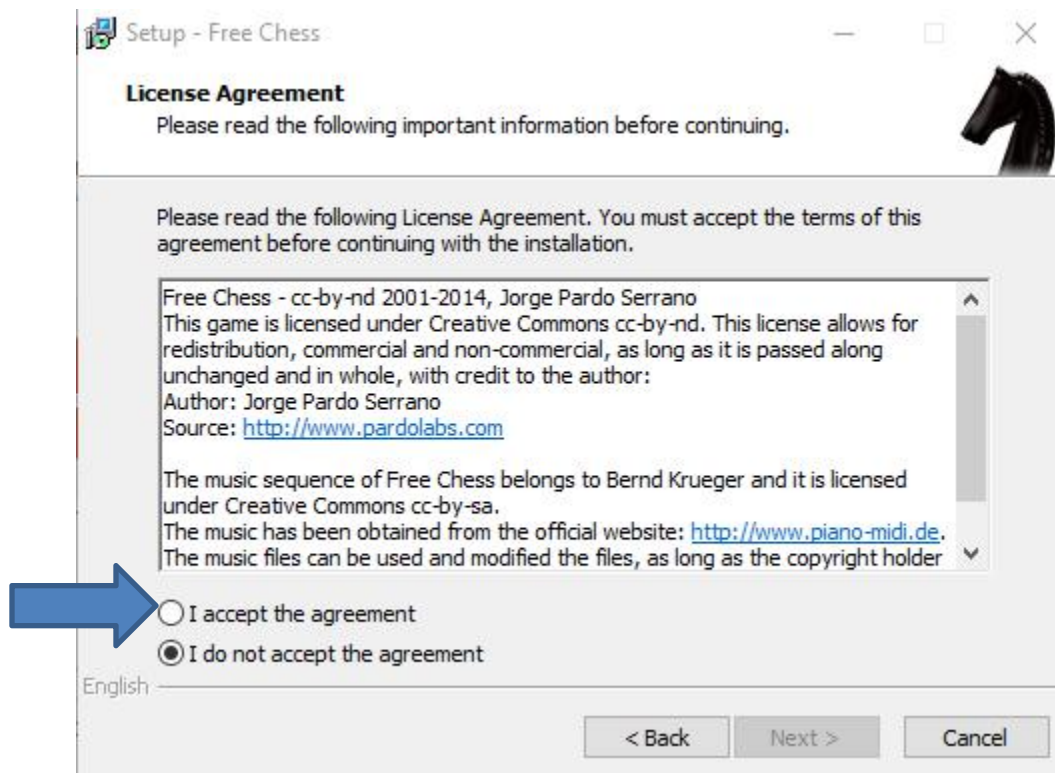 Setup - Free Chess
License Agreement
Please read the following important information before continuing.
Please read the following License Agreement. You must accept the terms of this
agreement before continuing with the installation.
Free Chess - cc-by-nd 2001-2014, Jorge Pardo Serrano
This game is licensed under Creative Commons cc-by-nd. This license allows for
redistribution, commercial and non-commercial, as long as it is passed along
unchanged and in whole, with credit to the author:
Author: Jorge Pardo Serrano
Source: http://www.pardolabs.com
The music sequence of Free Chess belongs to Bernd Krueger and it is licensed
under Creative Commons cc-by-sa.
The music has been obtained from the official website: http://www.piano-midi.de.
The music files can be used and modified the files, as long as the copyright holder
I accept the agreement
I do not accept the agreement
English
< Back Next > Cancel